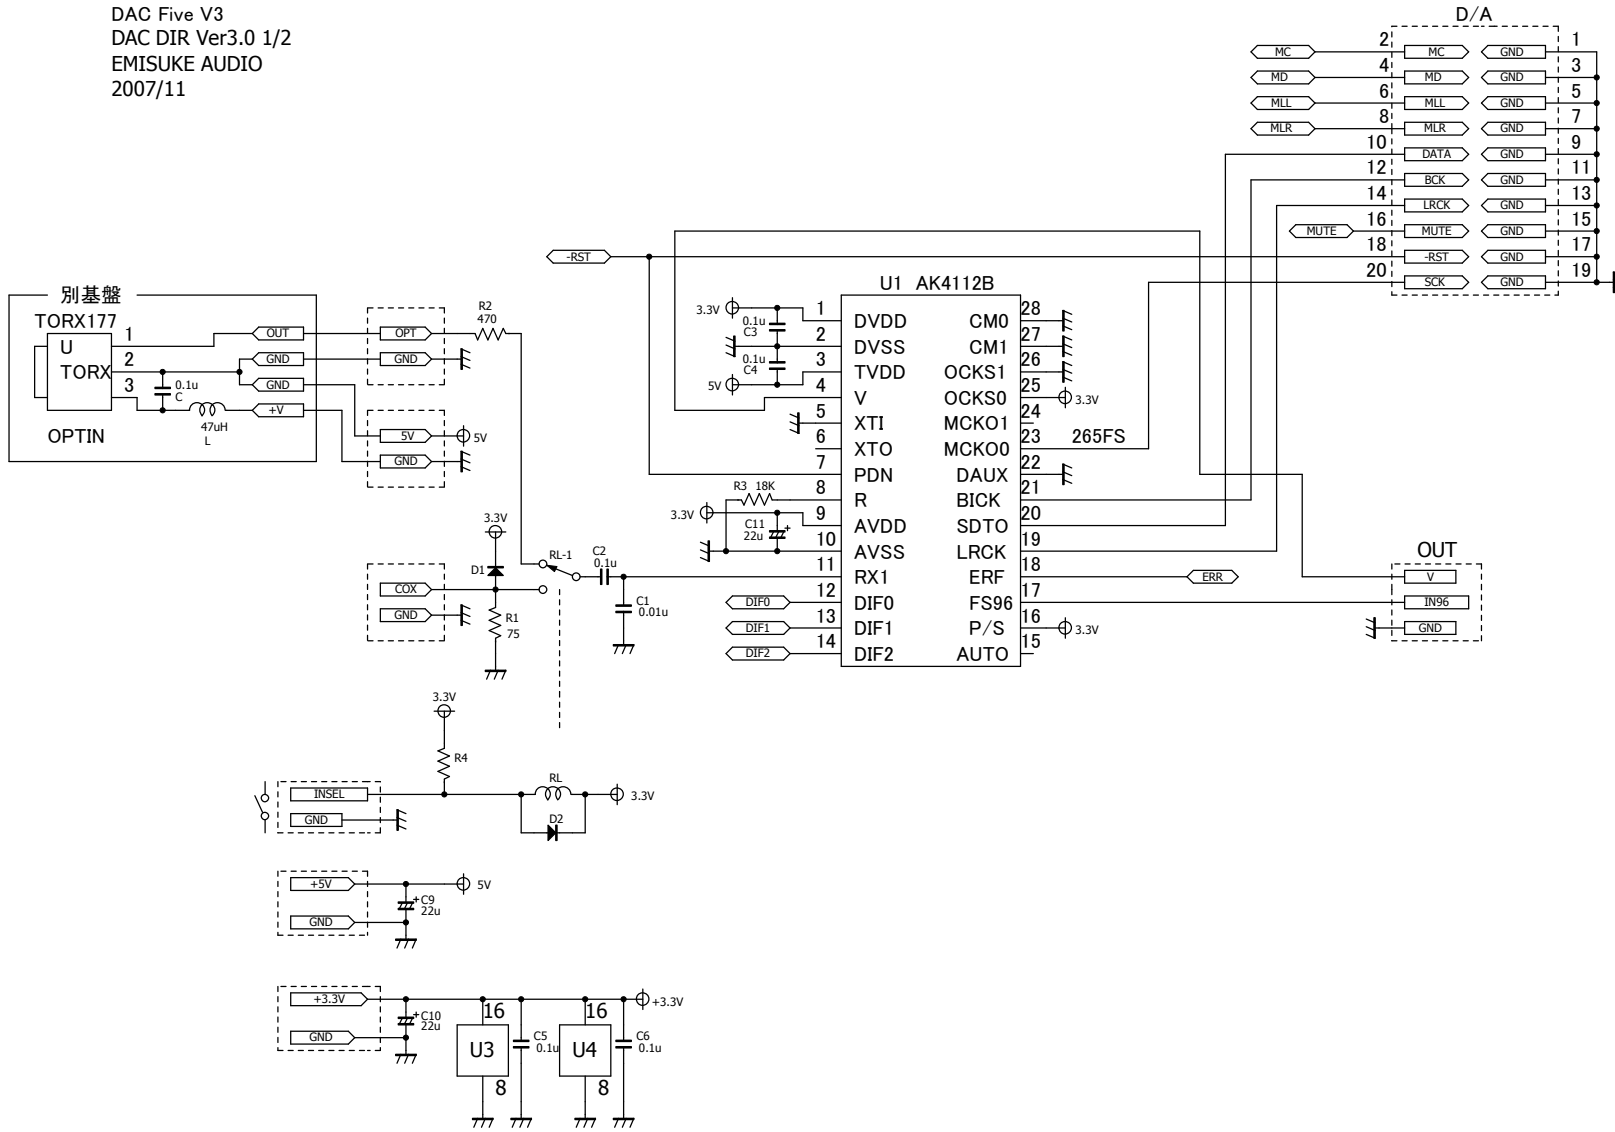 DAC Five V3
DAC DIR Ver3.0 1/2
EMISUKE AUDIO
2007/11
D/A
MC 2 MC GND 1
MD 4 MD GND 3
MLL 6 MLL GND 5
MLR 8 MLR GND 7
10 DATA GND 9
12 BCK GND 11
14 LRCK GND 13
MUTE 16 MUTE GND 15
-RST 18 -RST GND 17
20 SCK GND 19
別基盤
TORX177
U
TORX
1
2
3
OUT
GND
GND
+V
0.1u
C
47uH
L
OPTIN
OPT
GND
5V
5V
GND
R2
470
3.3V
D1
COX
GND
R1
75
RL-1
C2
0.1u
C1
0.01u
U1 AK4112B
3.3V
0.1u
C3
0.1u
C4
5V
R3 18K
3.3V
C11
22u
+
1 DVDD CM0 28
2 DVSS CM1 27
3 TVDD OCKS1 26
4 V OCKS0 25 3.3V
5 XTI MCKO1 24
6 XTO MCKO0 23 265FS
7 PDN DAUX 22
8 R BICK 21
9 AVDD SDTO 20
10 AVSS LRCK 19
11 RX1 ERF 18 ERR
DIF0 12 DIF0 FS96 17
DIF1 13 DIF1 P/S 16 3.3V
DIF2 14 DIF2 AUTO 15
OUT
V
IN96
GND
3.3V
R4
INSEL
GND
RL
3.3V
D2
+5V
5V
+C9
22u
GND
+3.3V
+3.3V
+C10
22u
GND
16
U3
8
C5
0.1u
16
U4
8
C6
0.1u